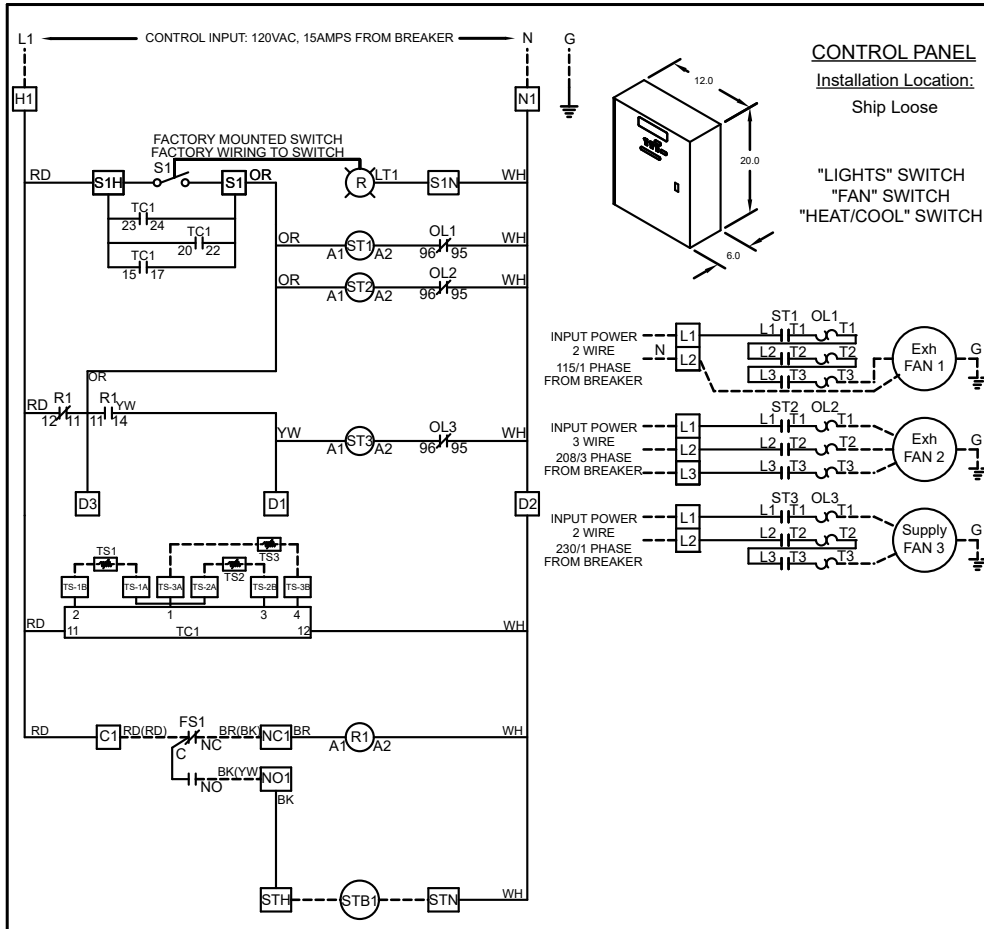 L1 CONTROL INPUT: 120VAC, 15AMPS FROM BREAKER N G
H1 N1
FACTORY MOUNTED SWITCH
FACTORY WIRING TO SWITCH
RD S1H S1 S1 OR R LT1 S1N WH
TC1
23 24
TC1
20 22
TC1
15 17
OR A1 ST1 A2 OL1 96 95 WH
OR A1 ST2 A2 OL2 96 95 WH
OR
RD R1 12 11 R1 11 14 YW
YW A1 ST3 A2 OL3 96 95 WH
D3 D1 D2
TS1 TS2 TS3
TS-1B TS-1A TS-3A TS-2A TS-2B TS-3B
2 1 3 4
RD 11 TC1 12 WH
RD C1 RD(RD) FS1 NC BR(BK) NC1 BR A1 R1 A2 WH
C
NO BK(YW NO1
BK
STH STB1 STN WH
CONTROL PANEL
Installation Location:
Ship Loose
12.0
20.0
6.0
"LIGHTS" SWITCH
"FAN" SWITCH
"HEAT/COOL" SWITCH
INPUT POWER
2 WIRE
115/1 PHASE
FROM BREAKER
N
L1
L2
ST1 OL1
L1 T1 T1
L2 T2 T2
L3 T3 T3
Exh
FAN 1
G
INPUT POWER
3 WIRE
208/3 PHASE
FROM BREAKER
L1
L2
L3
ST2 OL2
L1 T1 T1
L2 T2 T2
L3 T3 T3
Exh
FAN 2
G
INPUT POWER
2 WIRE
230/1 PHASE
FROM BREAKER
L1
L2
ST3 OL3
L1 T1 T1
L2 T2 T2
L3 T3 T3
Supply
FAN 3
G